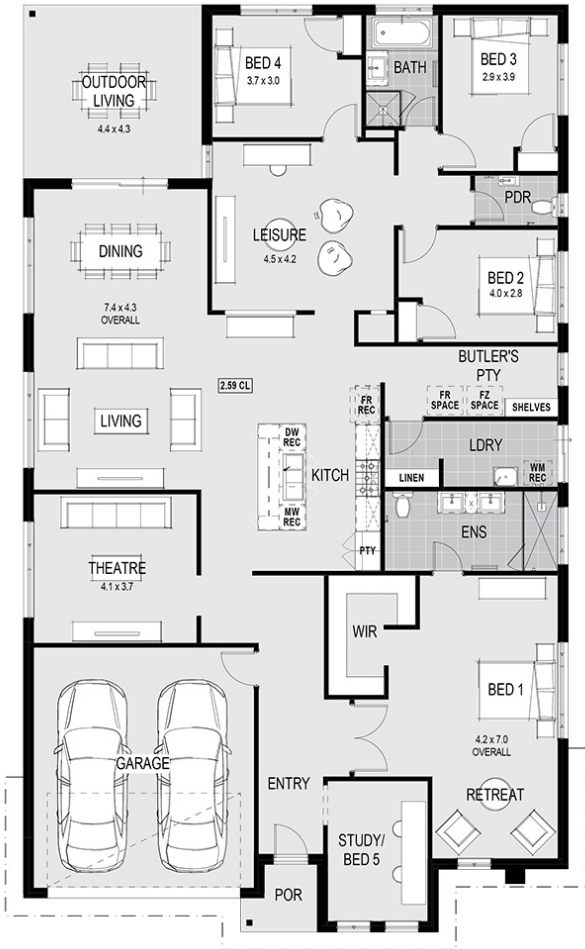 BED 4
3.7 x 3.0
BATH
BED 3
2.9 x 3.9
OUTDOOR
LIVING
4.4 x 4.3
PDR
LEISURE
4.5 x 4.2
DINING
7.4 x 4.3
OVERALL
BED 2
4.0 x 2.8
BUTLER'S
PTY
2.59 CL
FR
SPACE
FZ
SPACE
SHELVES
FR
REC
LIVING
DW
REC
KITCH
MW
REC
PTY
LDRY
LINEN
WM
REC
ENS
THEATRE
4.1 x 3.7
WIR
BED 1
4.2 x 7.0
OVERALL
RETREAT
GARAGE
ENTRY
STUDY/
BED 5
POR